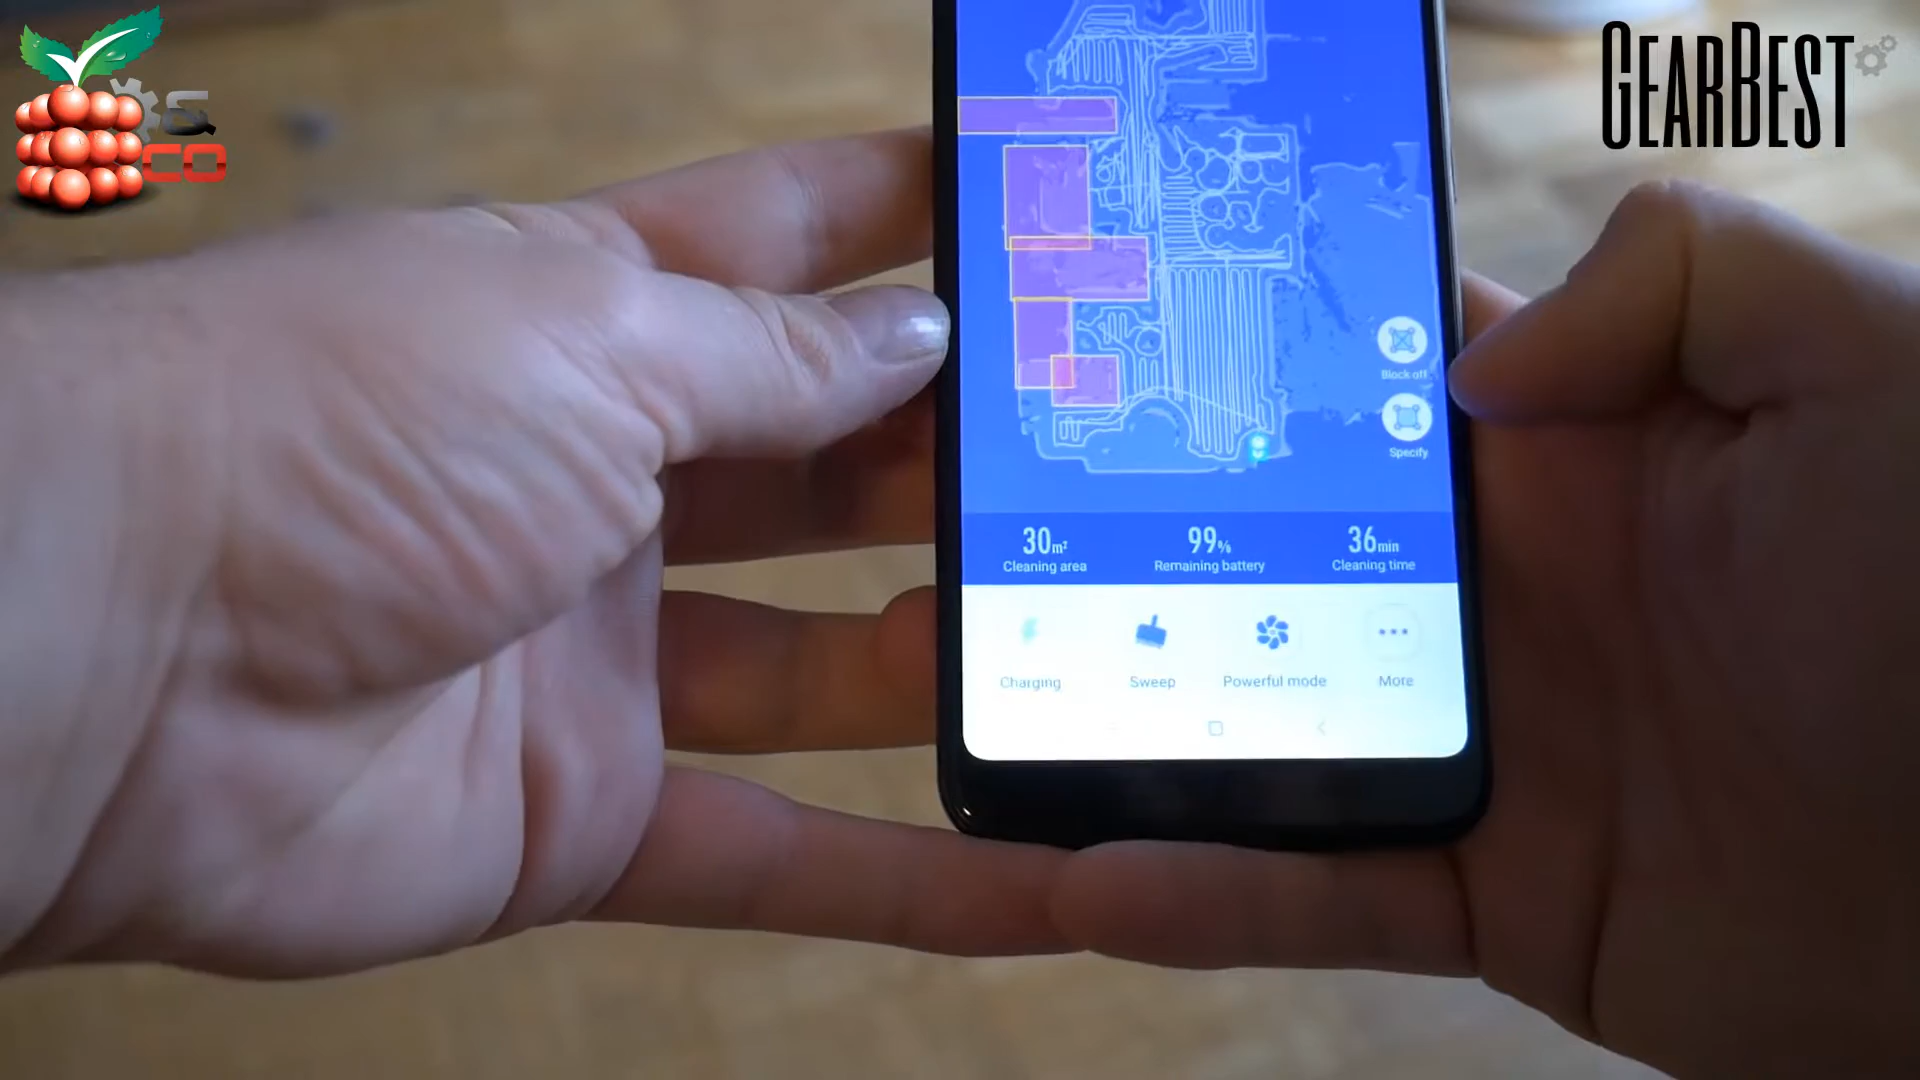 & co
GearBest
Block off
Specify
30m² 99% 36min
Cleaning area Remaining battery Cleaning time
Charging Sweep Powerful mode More